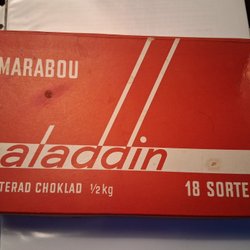 MARABOU
aladdin
TERAD CHOKLAD ½kg 18 SORTE